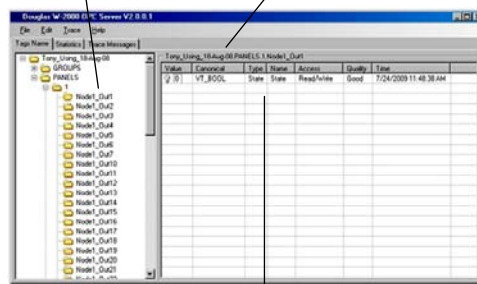 Douglas W-2000 OPC Server V2.0.0.1
File Edit Trace Help
Tags Name Statistics Trace Messages
Tony_Using_18Aug08
GROUPS
PANELS
1
Node1_Out1
Node1_Out2
Node1_Out3
Node1_Out4
Node1_Out5
Node1_Out6
Node1_Out7
Node1_Out10
Node1_Out11
Node1_Out12
Node1_Out13
Node1_Out14
Node1_Out15
Node1_Out16
Node1_Out17
Node1_Out18
Node1_Out19
Node1_Out20
Node1_Out21
Tony_Using_18Aug08.PANELS.1.Node1_Out1
Value Canonical Type Name Access Quality Time
0 VT_BOOL State State Read/Write Good 7/24/2009 11:48:38 AM